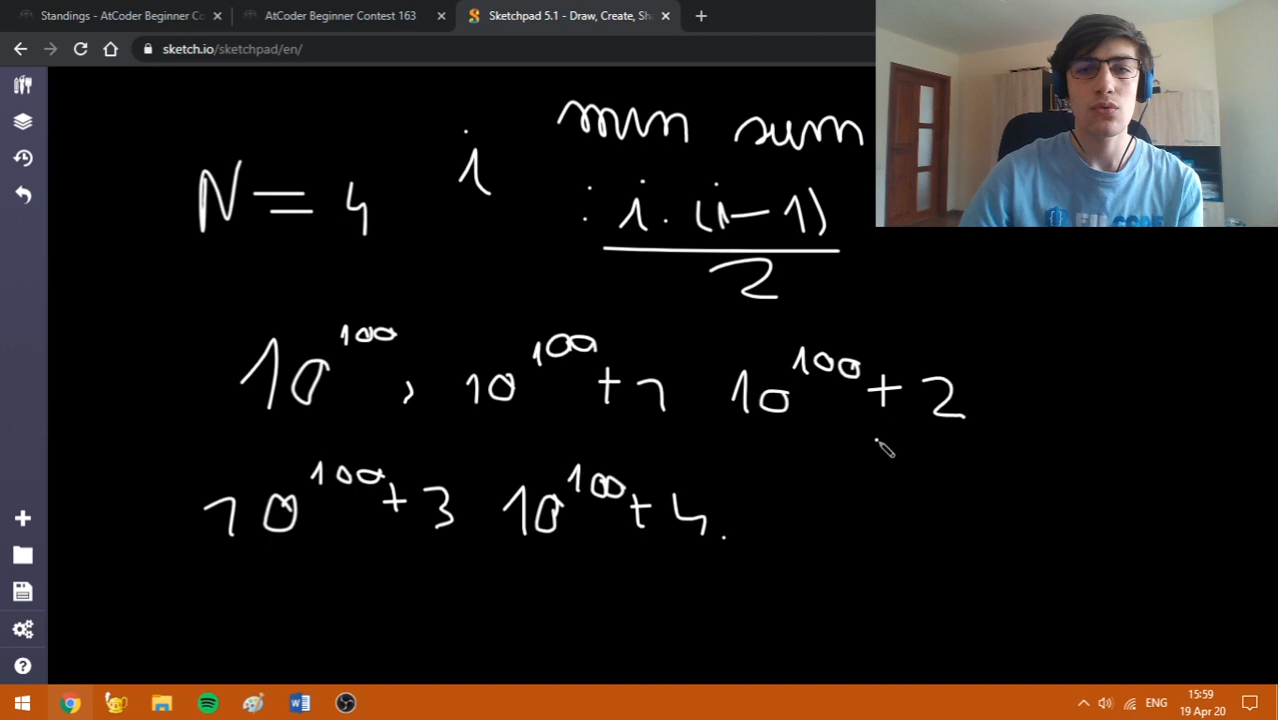 Standings - AtCoder Beginner Co
AtCoder Beginner Contest 163
Sketchpad 5.1 - Draw, Create, Sh
sketch.io/sketchpad/en/
min sum
N = 4 i : i · (i - 1)
2
10^100 , 10^100 + 1 10^100 + 2
10^100 + 3 10^100 + 4 .
CODE
ENG
15:59
19 Apr 20